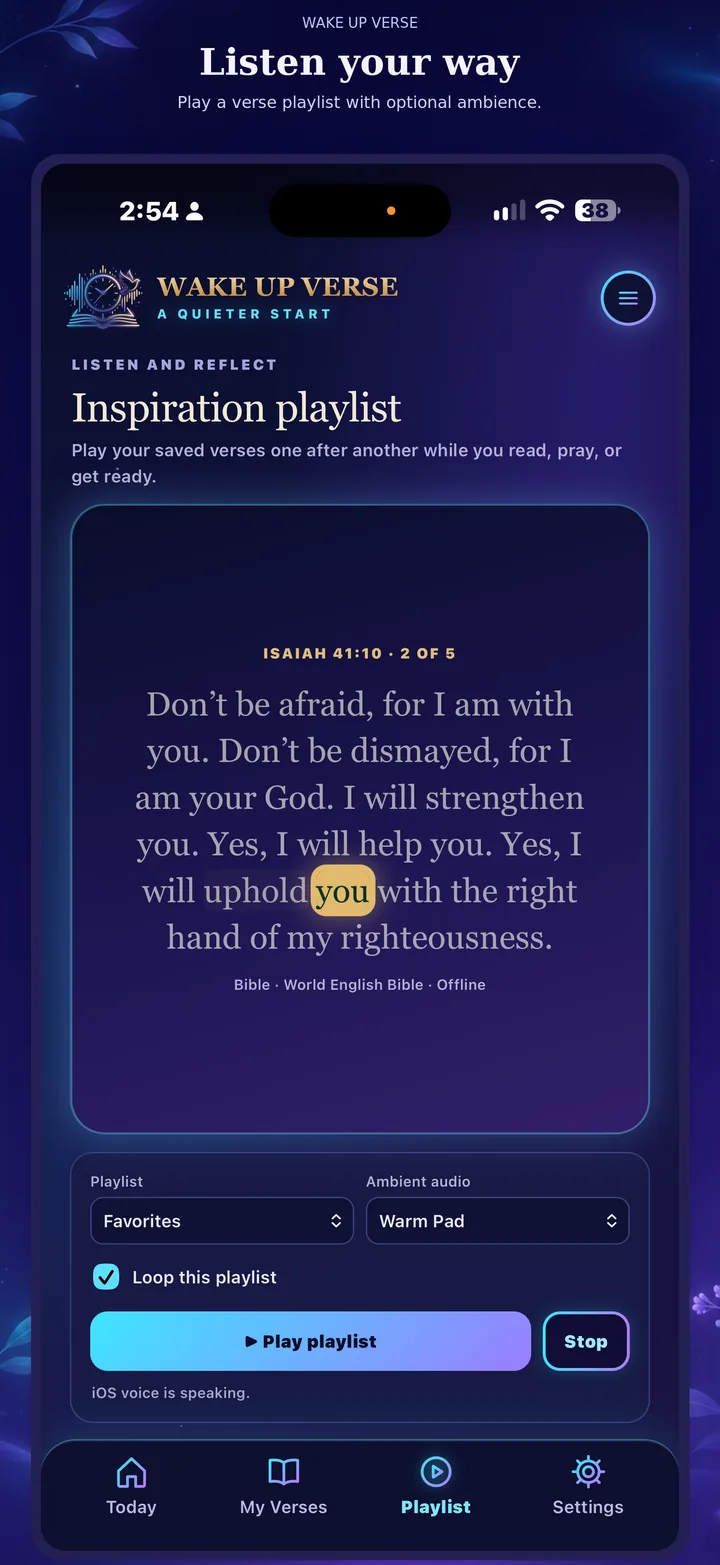 WAKE UP VERSE
Listen your way
Play a verse playlist with optional ambience.
2:54
38
WAKE UP VERSE
A QUIETER START
LISTEN AND REFLECT
Inspiration playlist
Play your saved verses one after another while you read, pray, or
get ready.
ISAIAH 41:10 · 2 OF 5
Don’t be afraid, for I am with
you. Don’t be dismayed, for I
am your God. I will strengthen
you. Yes, I will help you. Yes, I
will uphold you with the right
hand of my righteousness.
Bible · World English Bible · Offline
Playlist
Ambient audio
Favorites
Warm Pad
Loop this playlist
Play playlist
Stop
iOS voice is speaking.
Today
My Verses
Playlist
Settings